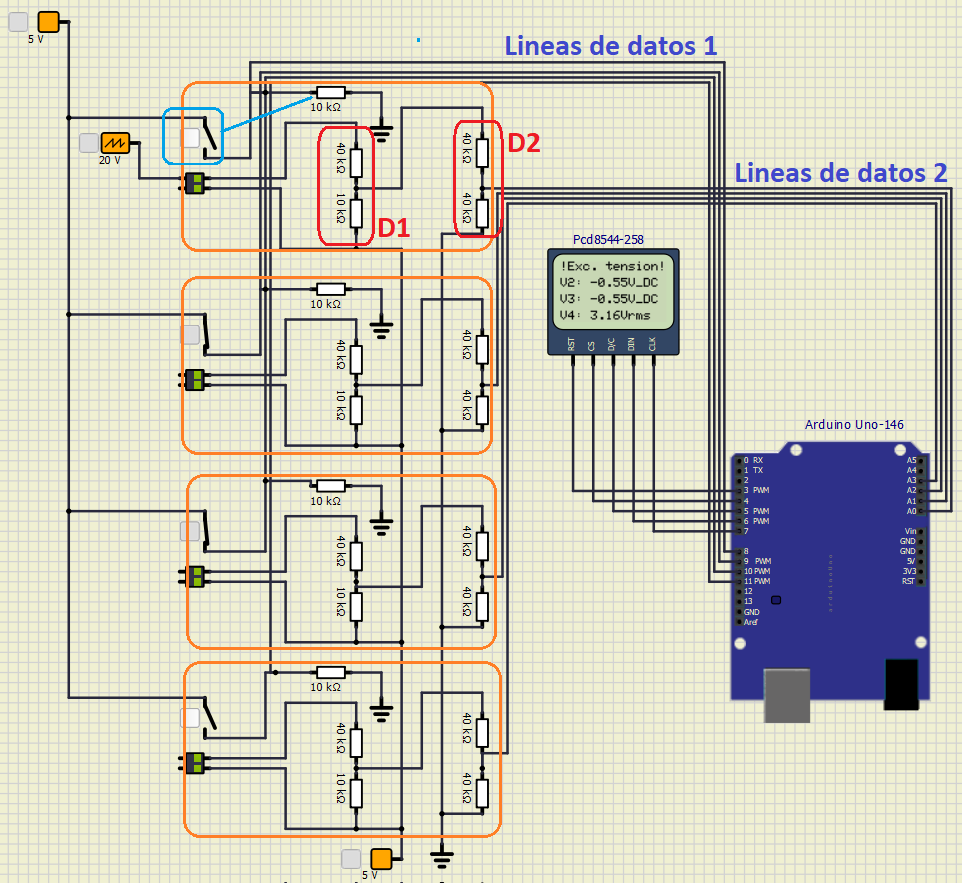 5 V
Lineas de datos 1
10 kΩ
20 V
40 kΩ
10 kΩ
D1
40 kΩ
40 kΩ
D2
Lineas de datos 2
10 kΩ
40 kΩ
10 kΩ
40 kΩ
40 kΩ
Pcd8544-258
!Exc. tension!
V2: -0.55V_DC
V3: -0.55V_DC
V4: 3.16Vrms
RST
CS
D/C
DIN
CLK
10 kΩ
40 kΩ
10 kΩ
40 kΩ
40 kΩ
Arduino Uno-146
0 RX
1 TX
2
3 PWM
4
5 PWM
6 PWM
7
8
9 PWM
10 PWM
11 PWM
12
13
GND
Aref
arduino uno
A5
A4
A3
A2
A1
A0
Vin
GND
GND
5V
3V3
RST
10 kΩ
40 kΩ
10 kΩ
40 kΩ
40 kΩ
5 V